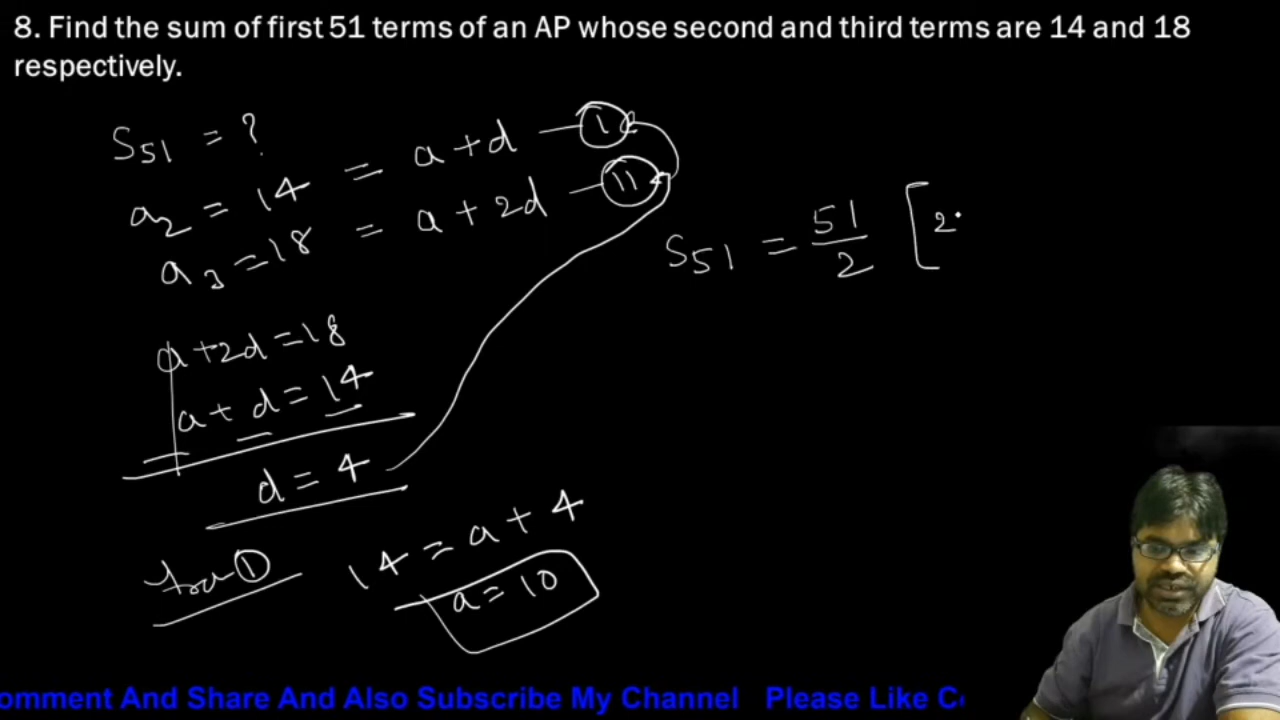 8. Find the sum of first 51 terms of an AP whose second and third terms are 14 and 18
respectively.
S51 = ?
a2 = 14 = a + d — I
a3 = 18 = a + 2d — II
a + 2d = 18
a + d = 14
d = 4
14 = a + 4
a = 10
S51 = 51/2 [2·
omment And Share And Also Subscribe My Channel Please Like C